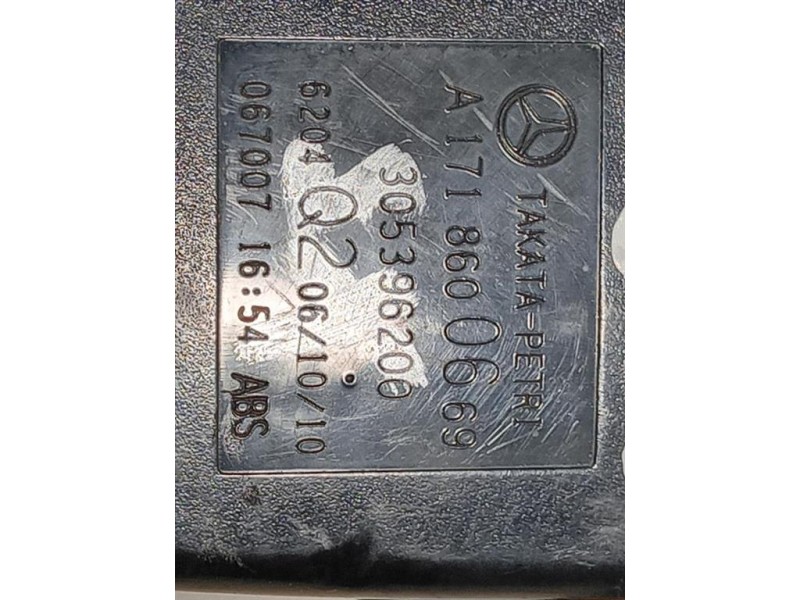 TAKATA-PETRI
A 171 860 06 69
305396200
6204 Q2 06/10/10
067007 16:54 ABS